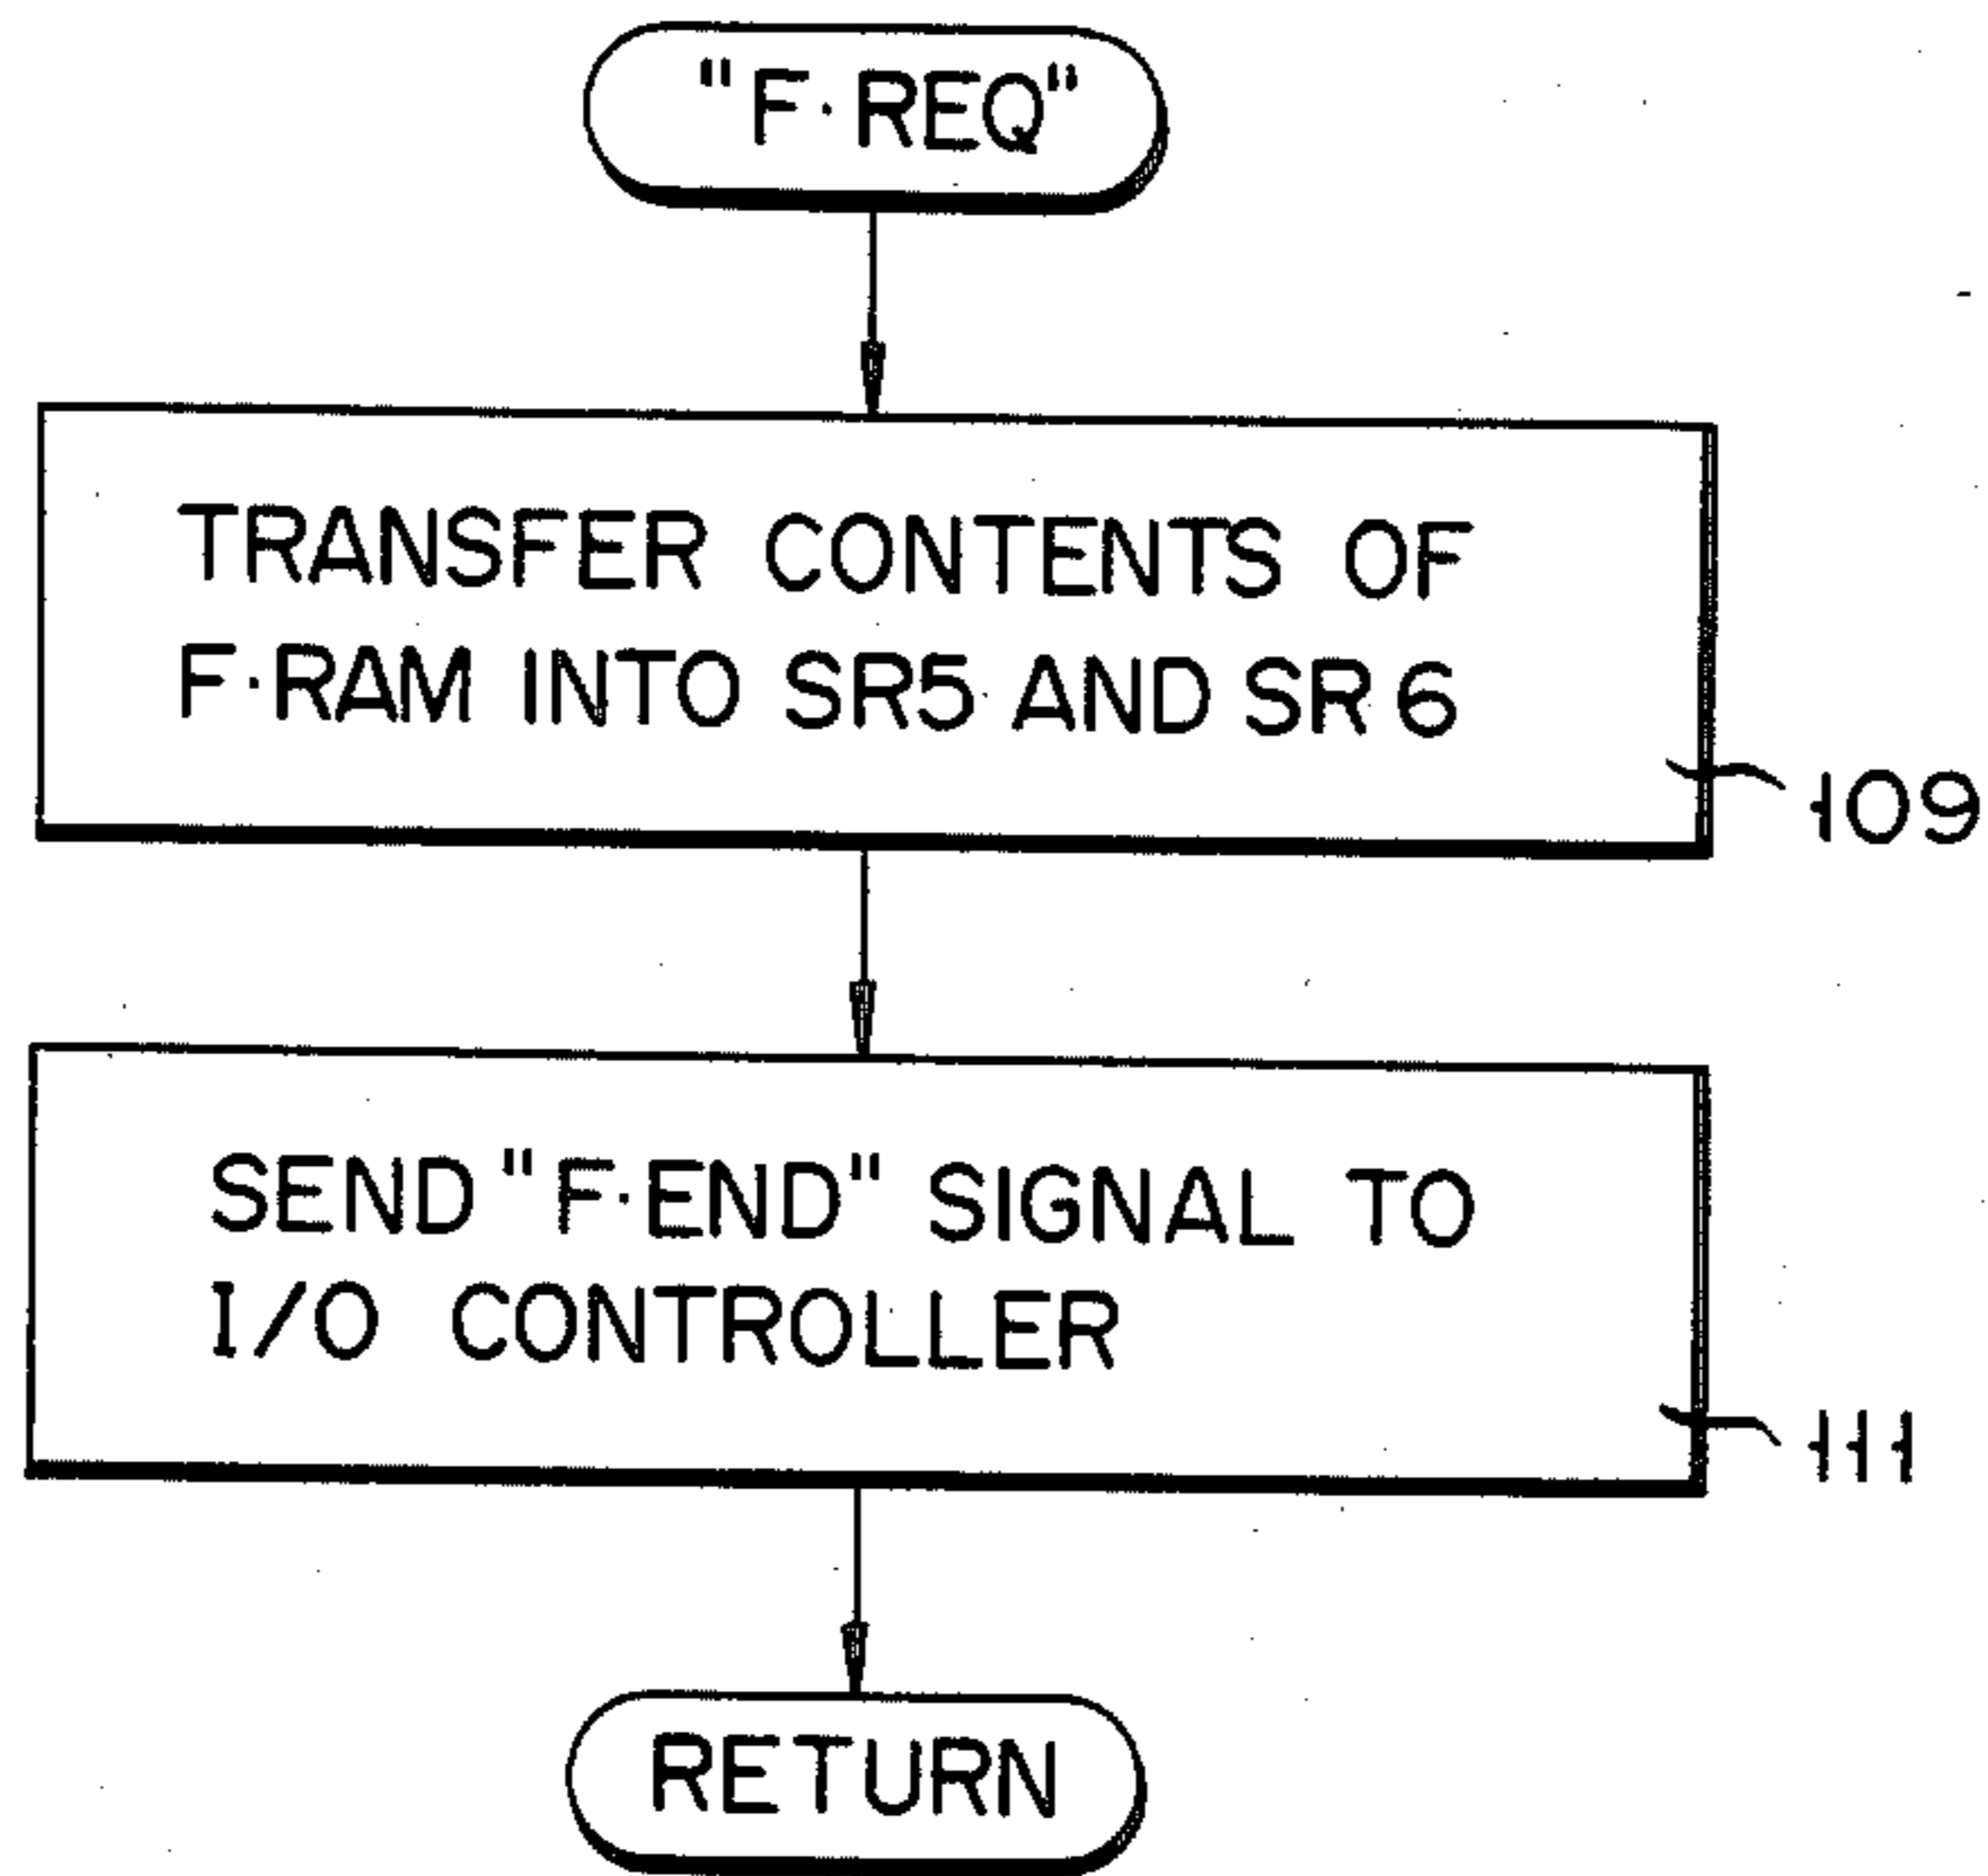 "F·REQ"
TRANSFER CONTENTS OF
F·RAM INTO SR5 AND SR6
109
SEND "F·END" SIGNAL TO
I/O CONTROLLER
111
RETURN